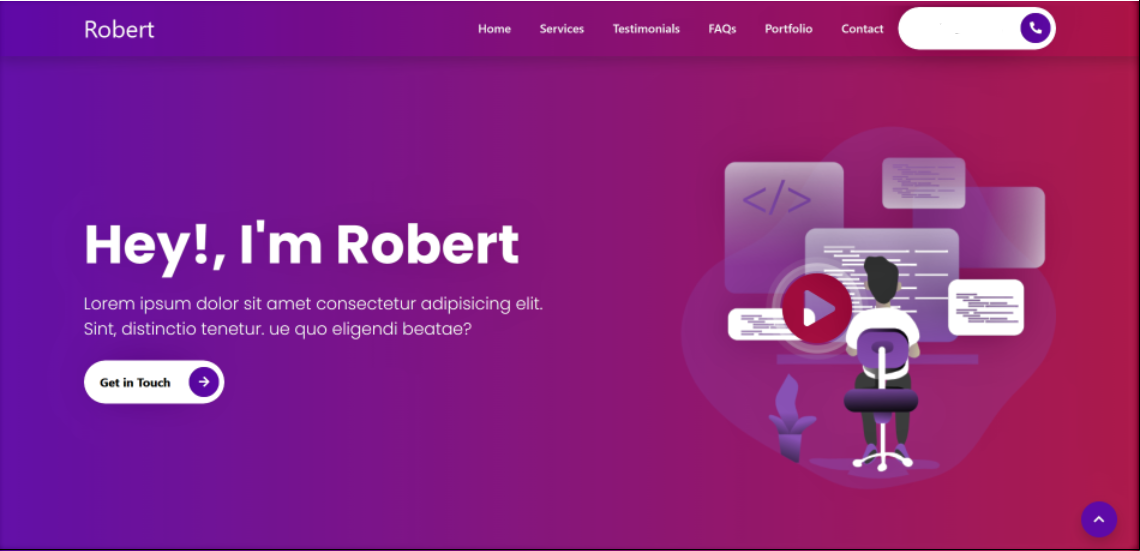 Robert
Home Services Testimonials FAQs Portfolio Contact
</>
Hey!, I'm Robert
Lorem ipsum dolor sit amet consectetur adipisicing elit.
Sint, distinctio tenetur. ue quo eligendi beatae?
Get in Touch